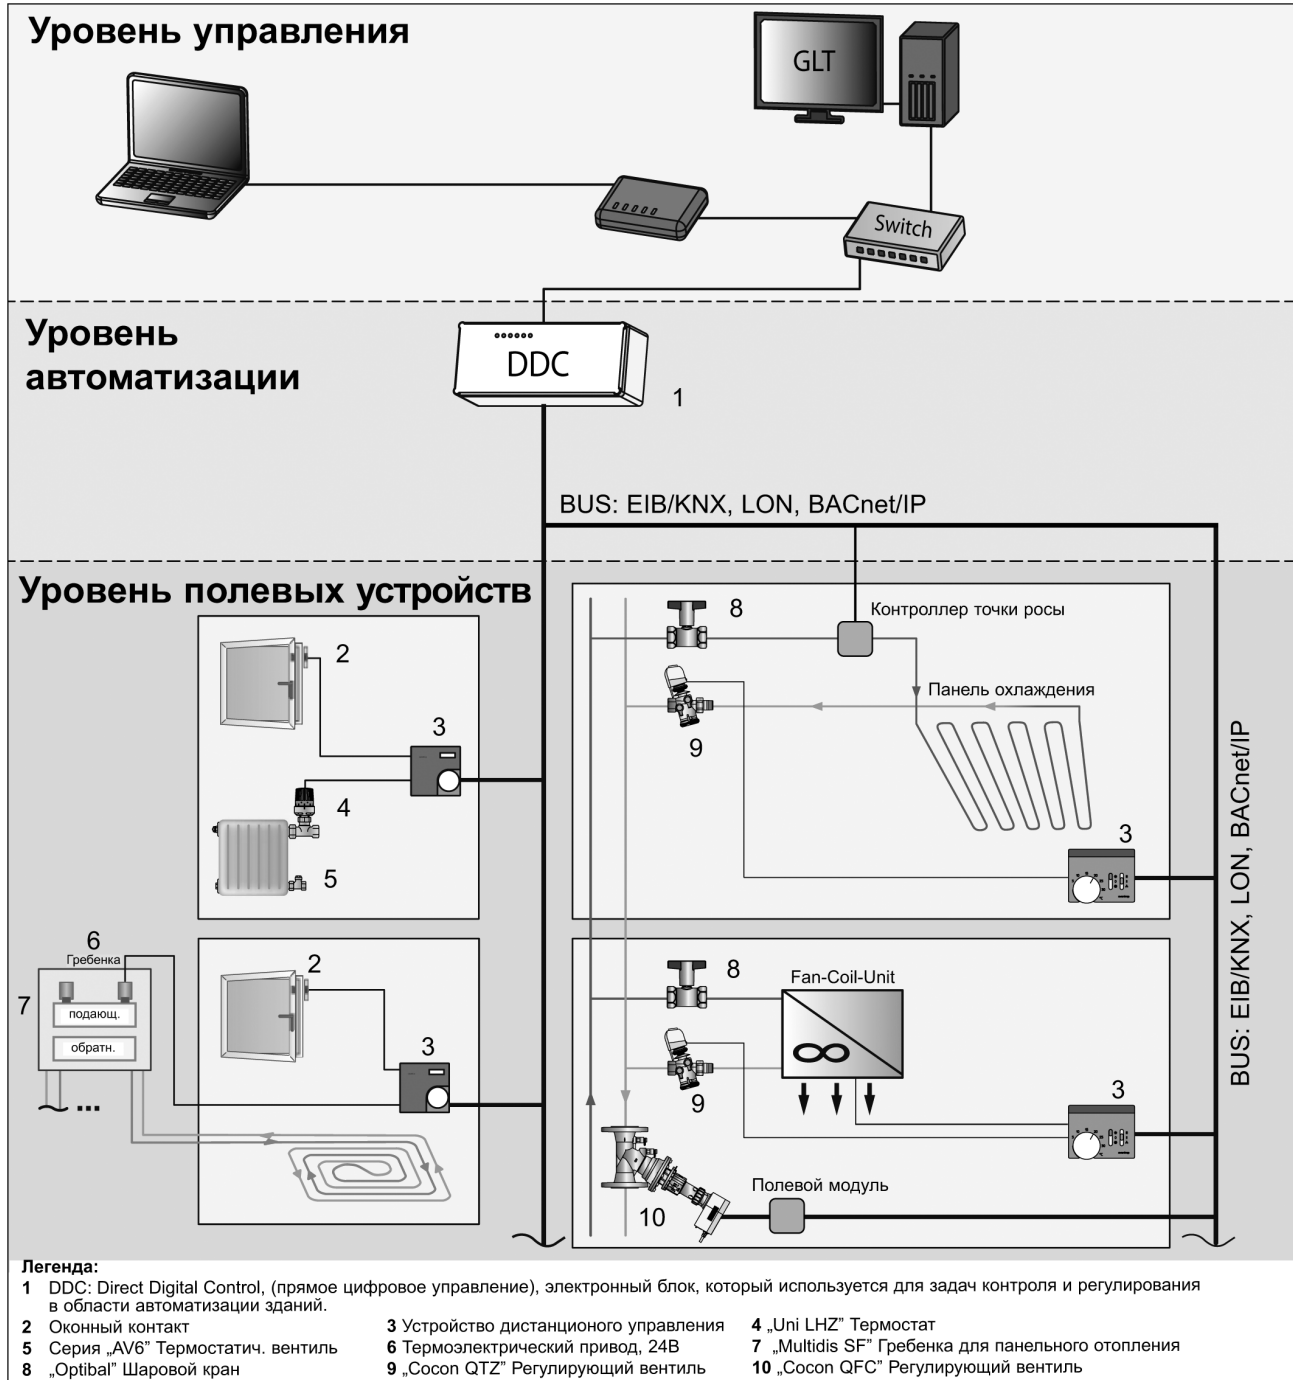 Уровень управления
GLT
Switch
Уровень
автоматизации
DDC
1
BUS: EIB/KNX, LON, BACnet/IP
Уровень полевых устройств
8
Контроллер точки росы
2
Панель охлаждения
3
9
BUS: EIB/KNX, LON, BACnet/IP
4
3
5
6
Гребенка
7
подающ.
обратн.
2
3
...
8
Fan-Coil-Unit
9
3
Полевой модуль
10
Легенда:
1 DDC: Direct Digital Control, (прямое цифровое управление), электронный блок, который используется для задач контроля и регулирования
в области автоматизации зданий.
2 Оконный контакт
3 Устройство дистанционого управления
4 „Uni LHZ” Термостат
5 Серия „AV6” Термостатич. вентиль
6 Термоэлектрический привод, 24В
7 „Multidis SF” Гребенка для панельного отопления
8 „Optibal” Шаровой кран
9 „Cocon QTZ” Регулирующий вентиль
10 „Cocon QFC” Регулирующий вентиль